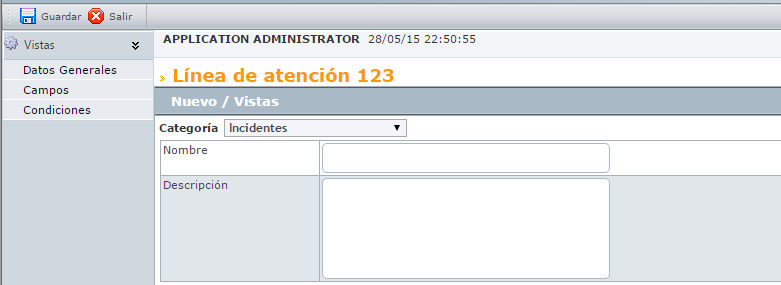 Guardar Salir
Vistas
Datos Generales
Campos
Condiciones
APPLICATION ADMINISTRATOR 28/05/15 22:50:55
» Línea de atención 123
Nuevo / Vistas
Categoría Incidentes
Nombre
Descripción